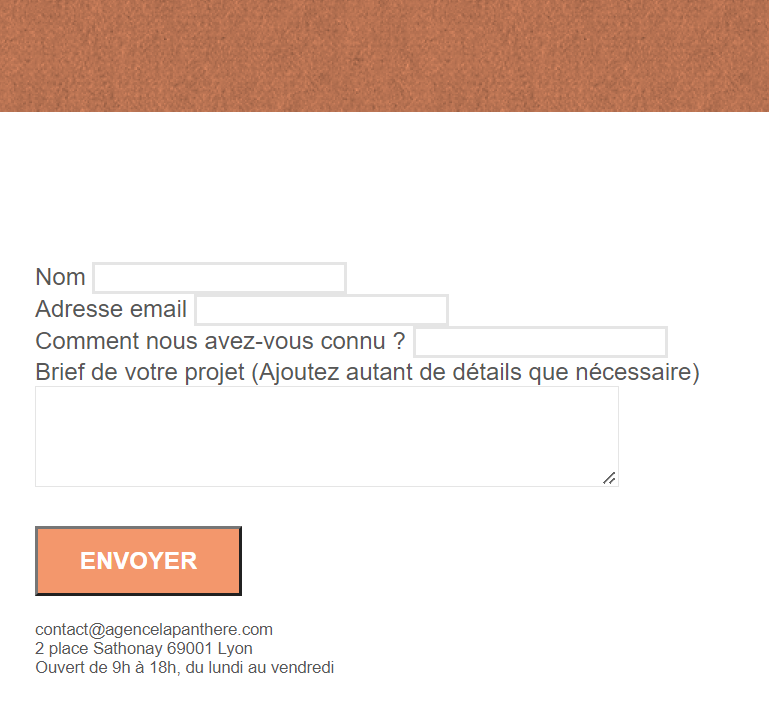 Nom
Adresse email
Comment nous avez-vous connu ?
Brief de votre projet (Ajoutez autant de détails que nécessaire)
ENVOYER
contact@agencelapanthere.com
2 place Sathonay 69001 Lyon
Ouvert de 9h à 18h, du lundi au vendredi